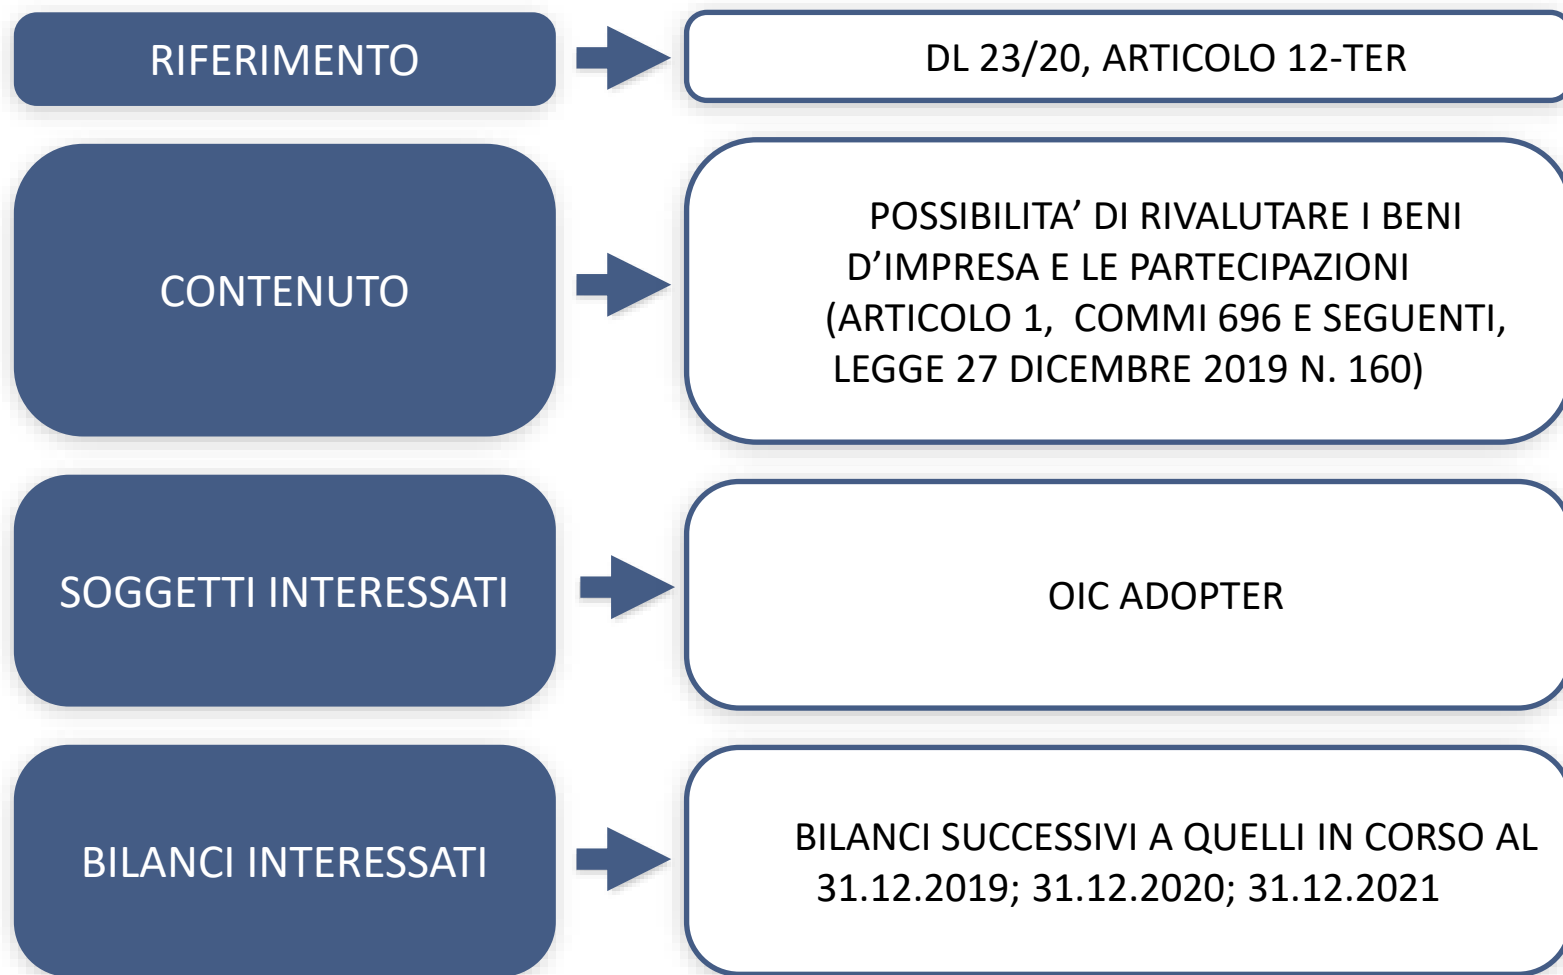 RIFERIMENTO
DL 23/20, ARTICOLO 12-TER
CONTENUTO
POSSIBILITA’ DI RIVALUTARE I BENI
D’IMPRESA E LE PARTECIPAZIONI
(ARTICOLO 1, COMMI 696 E SEGUENTI,
LEGGE 27 DICEMBRE 2019 N. 160)
SOGGETTI INTERESSATI
OIC ADOPTER
BILANCI INTERESSATI
BILANCI SUCCESSIVI A QUELLI IN CORSO AL
31.12.2019; 31.12.2020; 31.12.2021